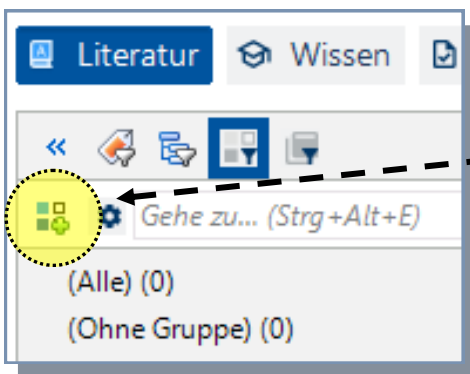 Literatur Wissen
Gehe zu... (Strg+Alt+E)
(Alle) (0)
(Ohne Gruppe) (0)